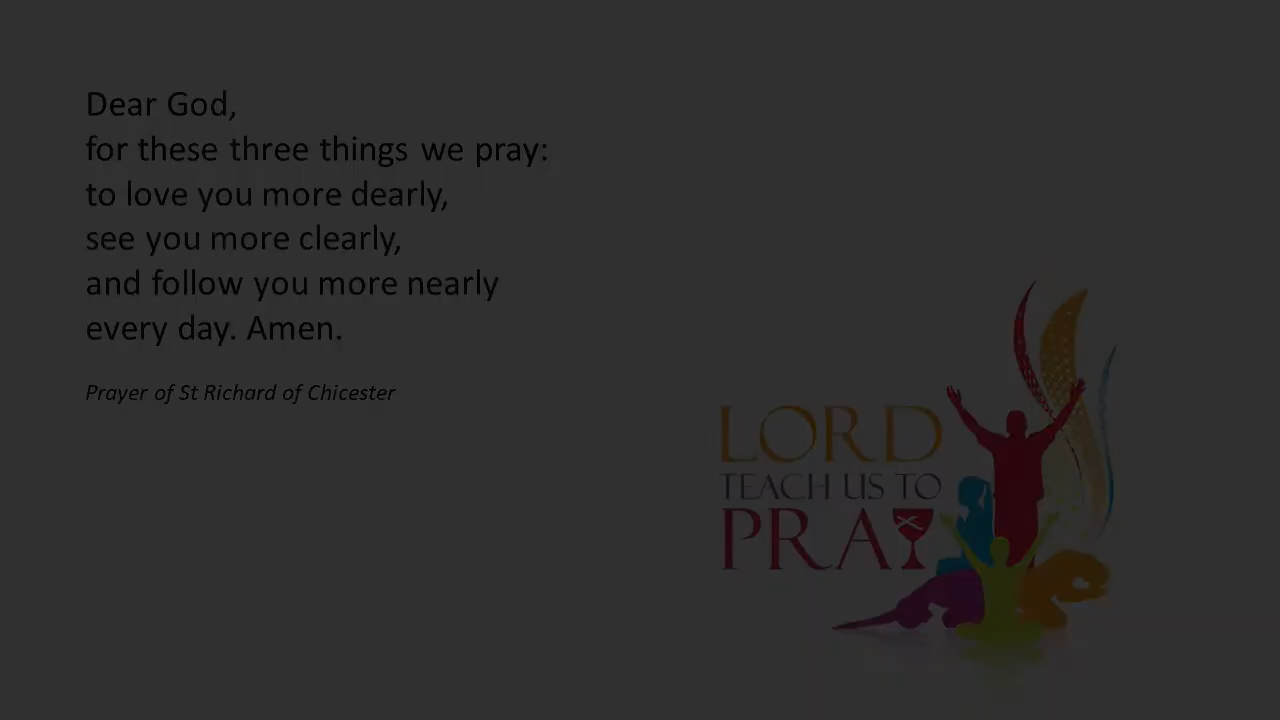 Dear God,
for these three things we pray:
to love you more dearly,
see you more clearly,
and follow you more nearly
every day. Amen.
Prayer of St Richard of Chicester
LORD
TEACH US TO
PRAY